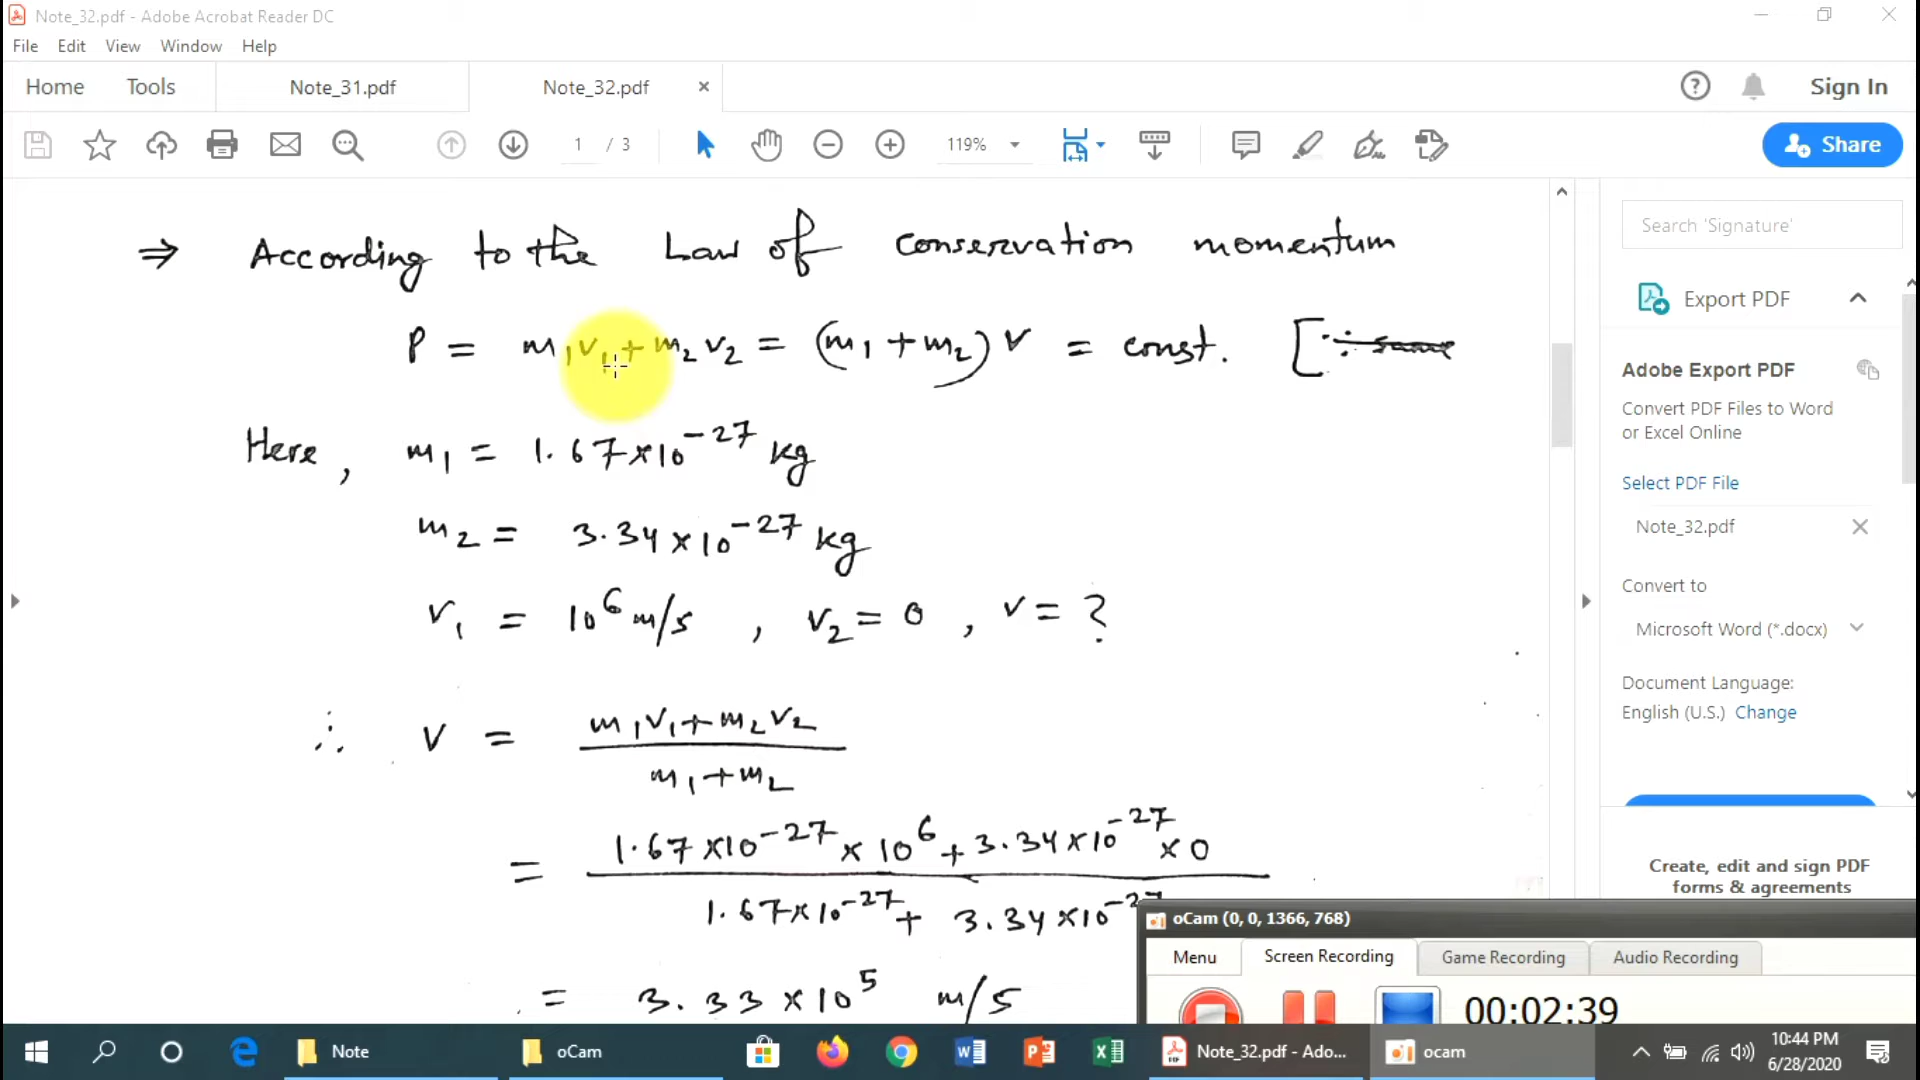 Note_32.pdf - Adobe Acrobat Reader DC
File Edit View Window Help
Home Tools Note_31.pdf Note_32.pdf × Sign In
1 / 3 119% Share
⇒ According to the Law of conservation momentum
P = m₁v₁ + m₂v₂ = (m₁ + m₂) v = const. [∵
Here, m₁ = 1.67×10⁻²⁷ kg
m₂ = 3.34×10⁻²⁷ kg
v₁ = 10⁶ m/s , v₂ = 0 , v = ?
∴ v = (m₁v₁ + m₂v₂) / (m₁ + m₂)
= 1.67×10⁻²⁷ × 10⁶ + 3.34×10⁻²⁷ × 0
1.67×10⁻²⁷ + 3.34×10⁻²⁷
= 3.33 × 10⁵ m/s
Search 'Signature'
Export PDF
Adobe Export PDF
Convert PDF Files to Word
or Excel Online
Select PDF File
Note_32.pdf
Convert to
Microsoft Word (*.docx)
Document Language:
English (U.S.) Change
Create, edit and sign PDF
forms & agreements
oCam (0, 0, 1366, 768)
Menu Screen Recording Game Recording Audio Recording
00:02:39
Note oCam Note_32.pdf - Ado... ocam
10:44 PM
6/28/2020